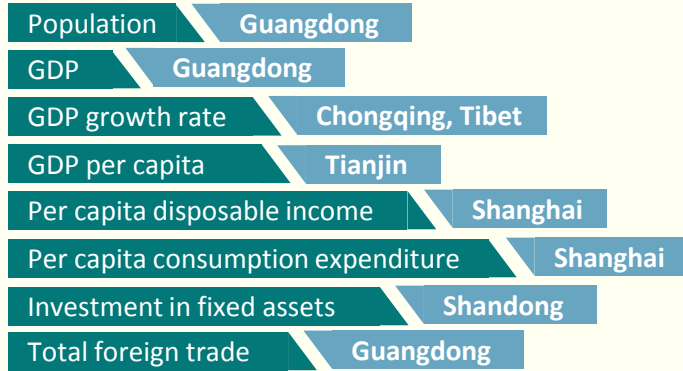 Population Guangdong
GDP Guangdong
GDP growth rate Chongqing, Tibet
GDP per capita Tianjin
Per capita disposable income Shanghai
Per capita consumption expenditure Shanghai
Investment in fixed assets Shandong
Total foreign trade Guangdong